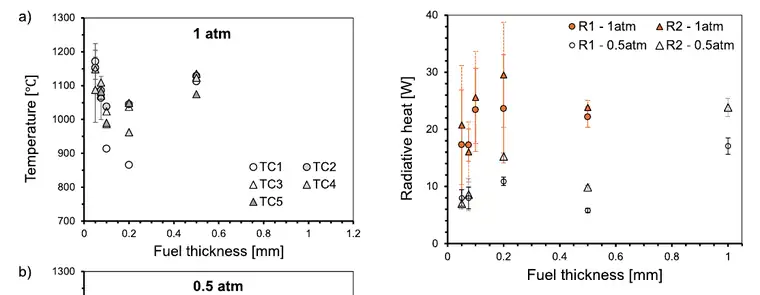 a)
1 atm
Temperature [°C]
1300
1200
1100
1000
900
800
700
TC1 TC2
TC3 TC4
TC5
0 0.2 0.4 0.6 0.8 1 1.2
Fuel thickness [mm]
b)
1300
0.5 atm
R1 - 1atm R2 - 1atm
R1 - 0.5atm R2 - 0.5atm
Radiative heat [W]
40
30
20
10
0
0 0.2 0.4 0.6 0.8 1
Fuel thickness [mm]